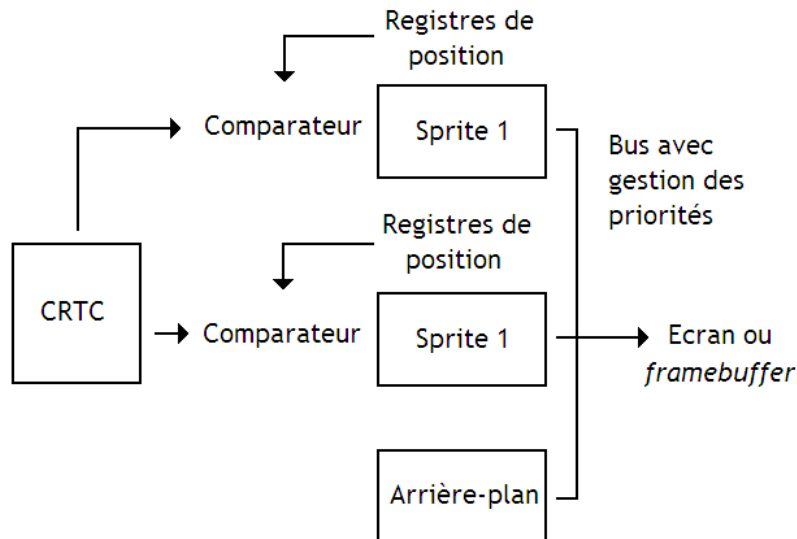 Registres de
position
Comparateur
Sprite 1
Bus avec
gestion des
priorités
Registres de
position
CRTC
Comparateur
Sprite 1
Ecran ou
framebuffer
Arrière-plan